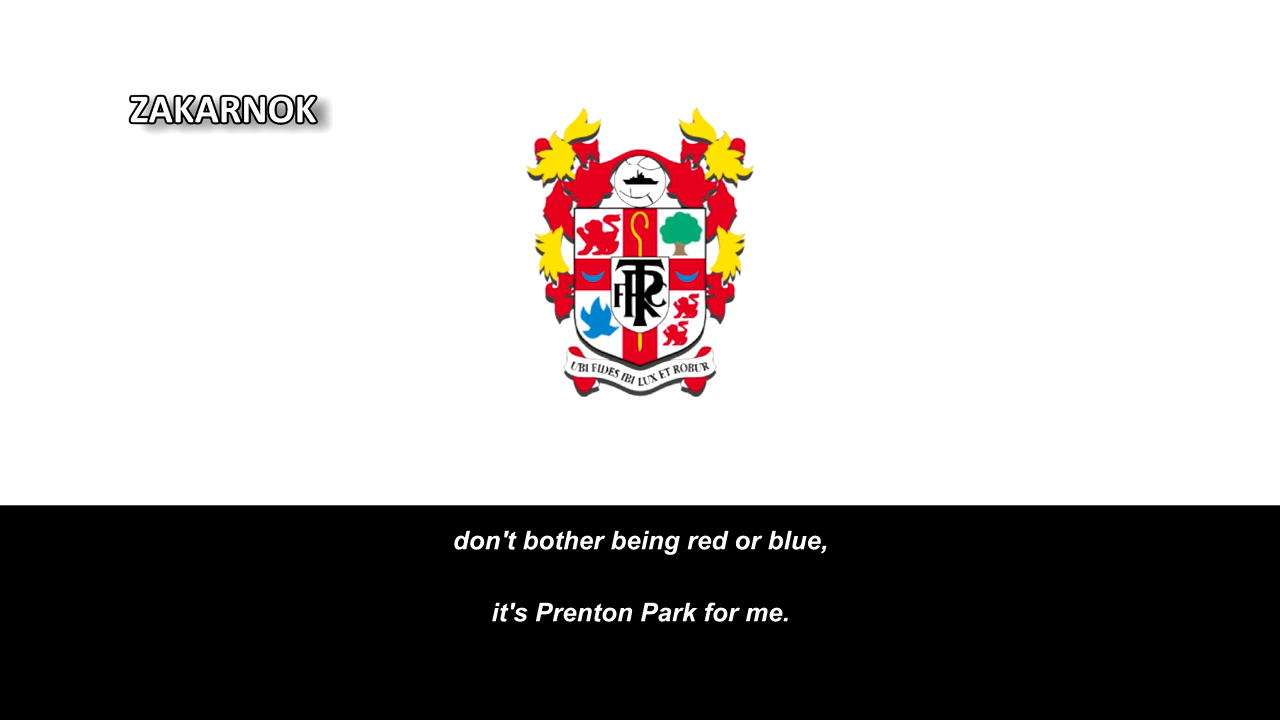 ZAKARNOK
TRFC
UBI FIDES IBI LUX ET ROBUR
don't bother being red or blue,
it's Prenton Park for me.